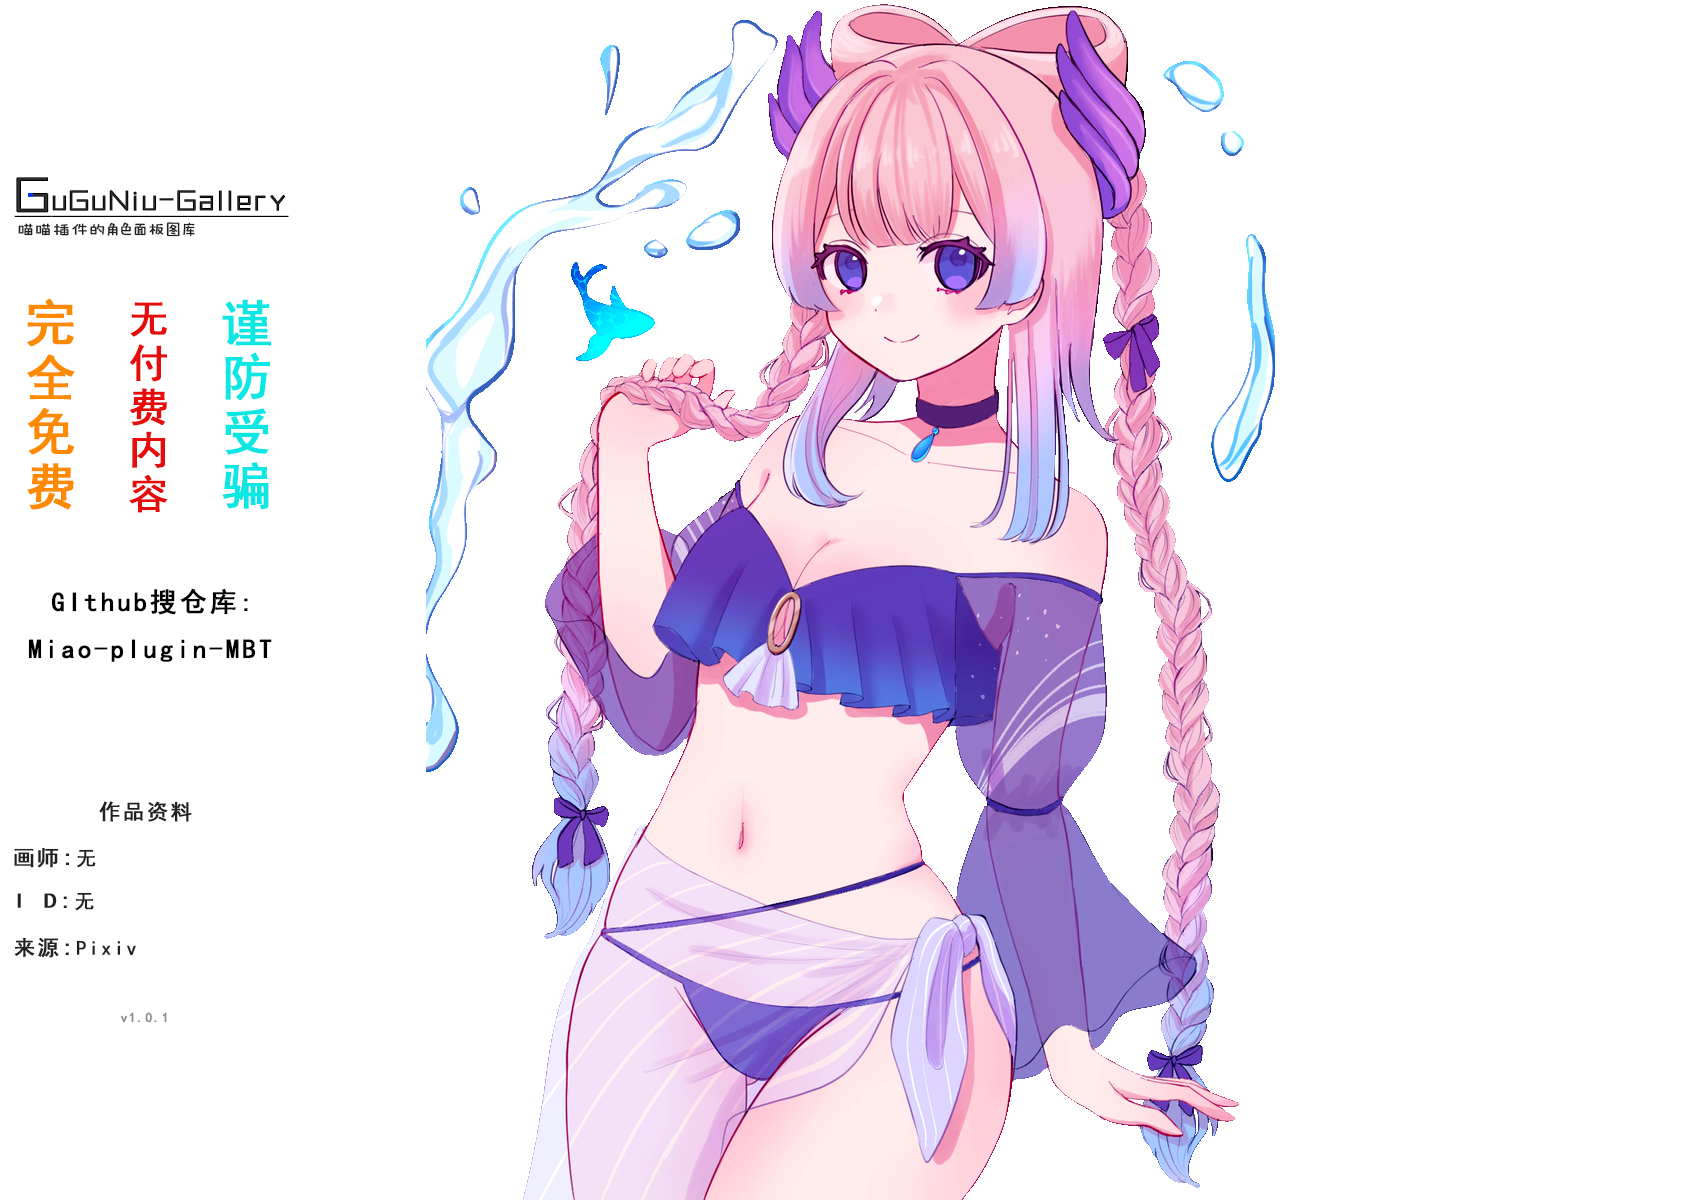 GuGuNiu-Gallery
喵喵插件的角色面板图库
完全免费
无付费内容
谨防受骗
GIthub搜仓库:
Miao-plugin-MBT
作品资料
画师:无
I D:无
来源:Pixiv
v1.0.1